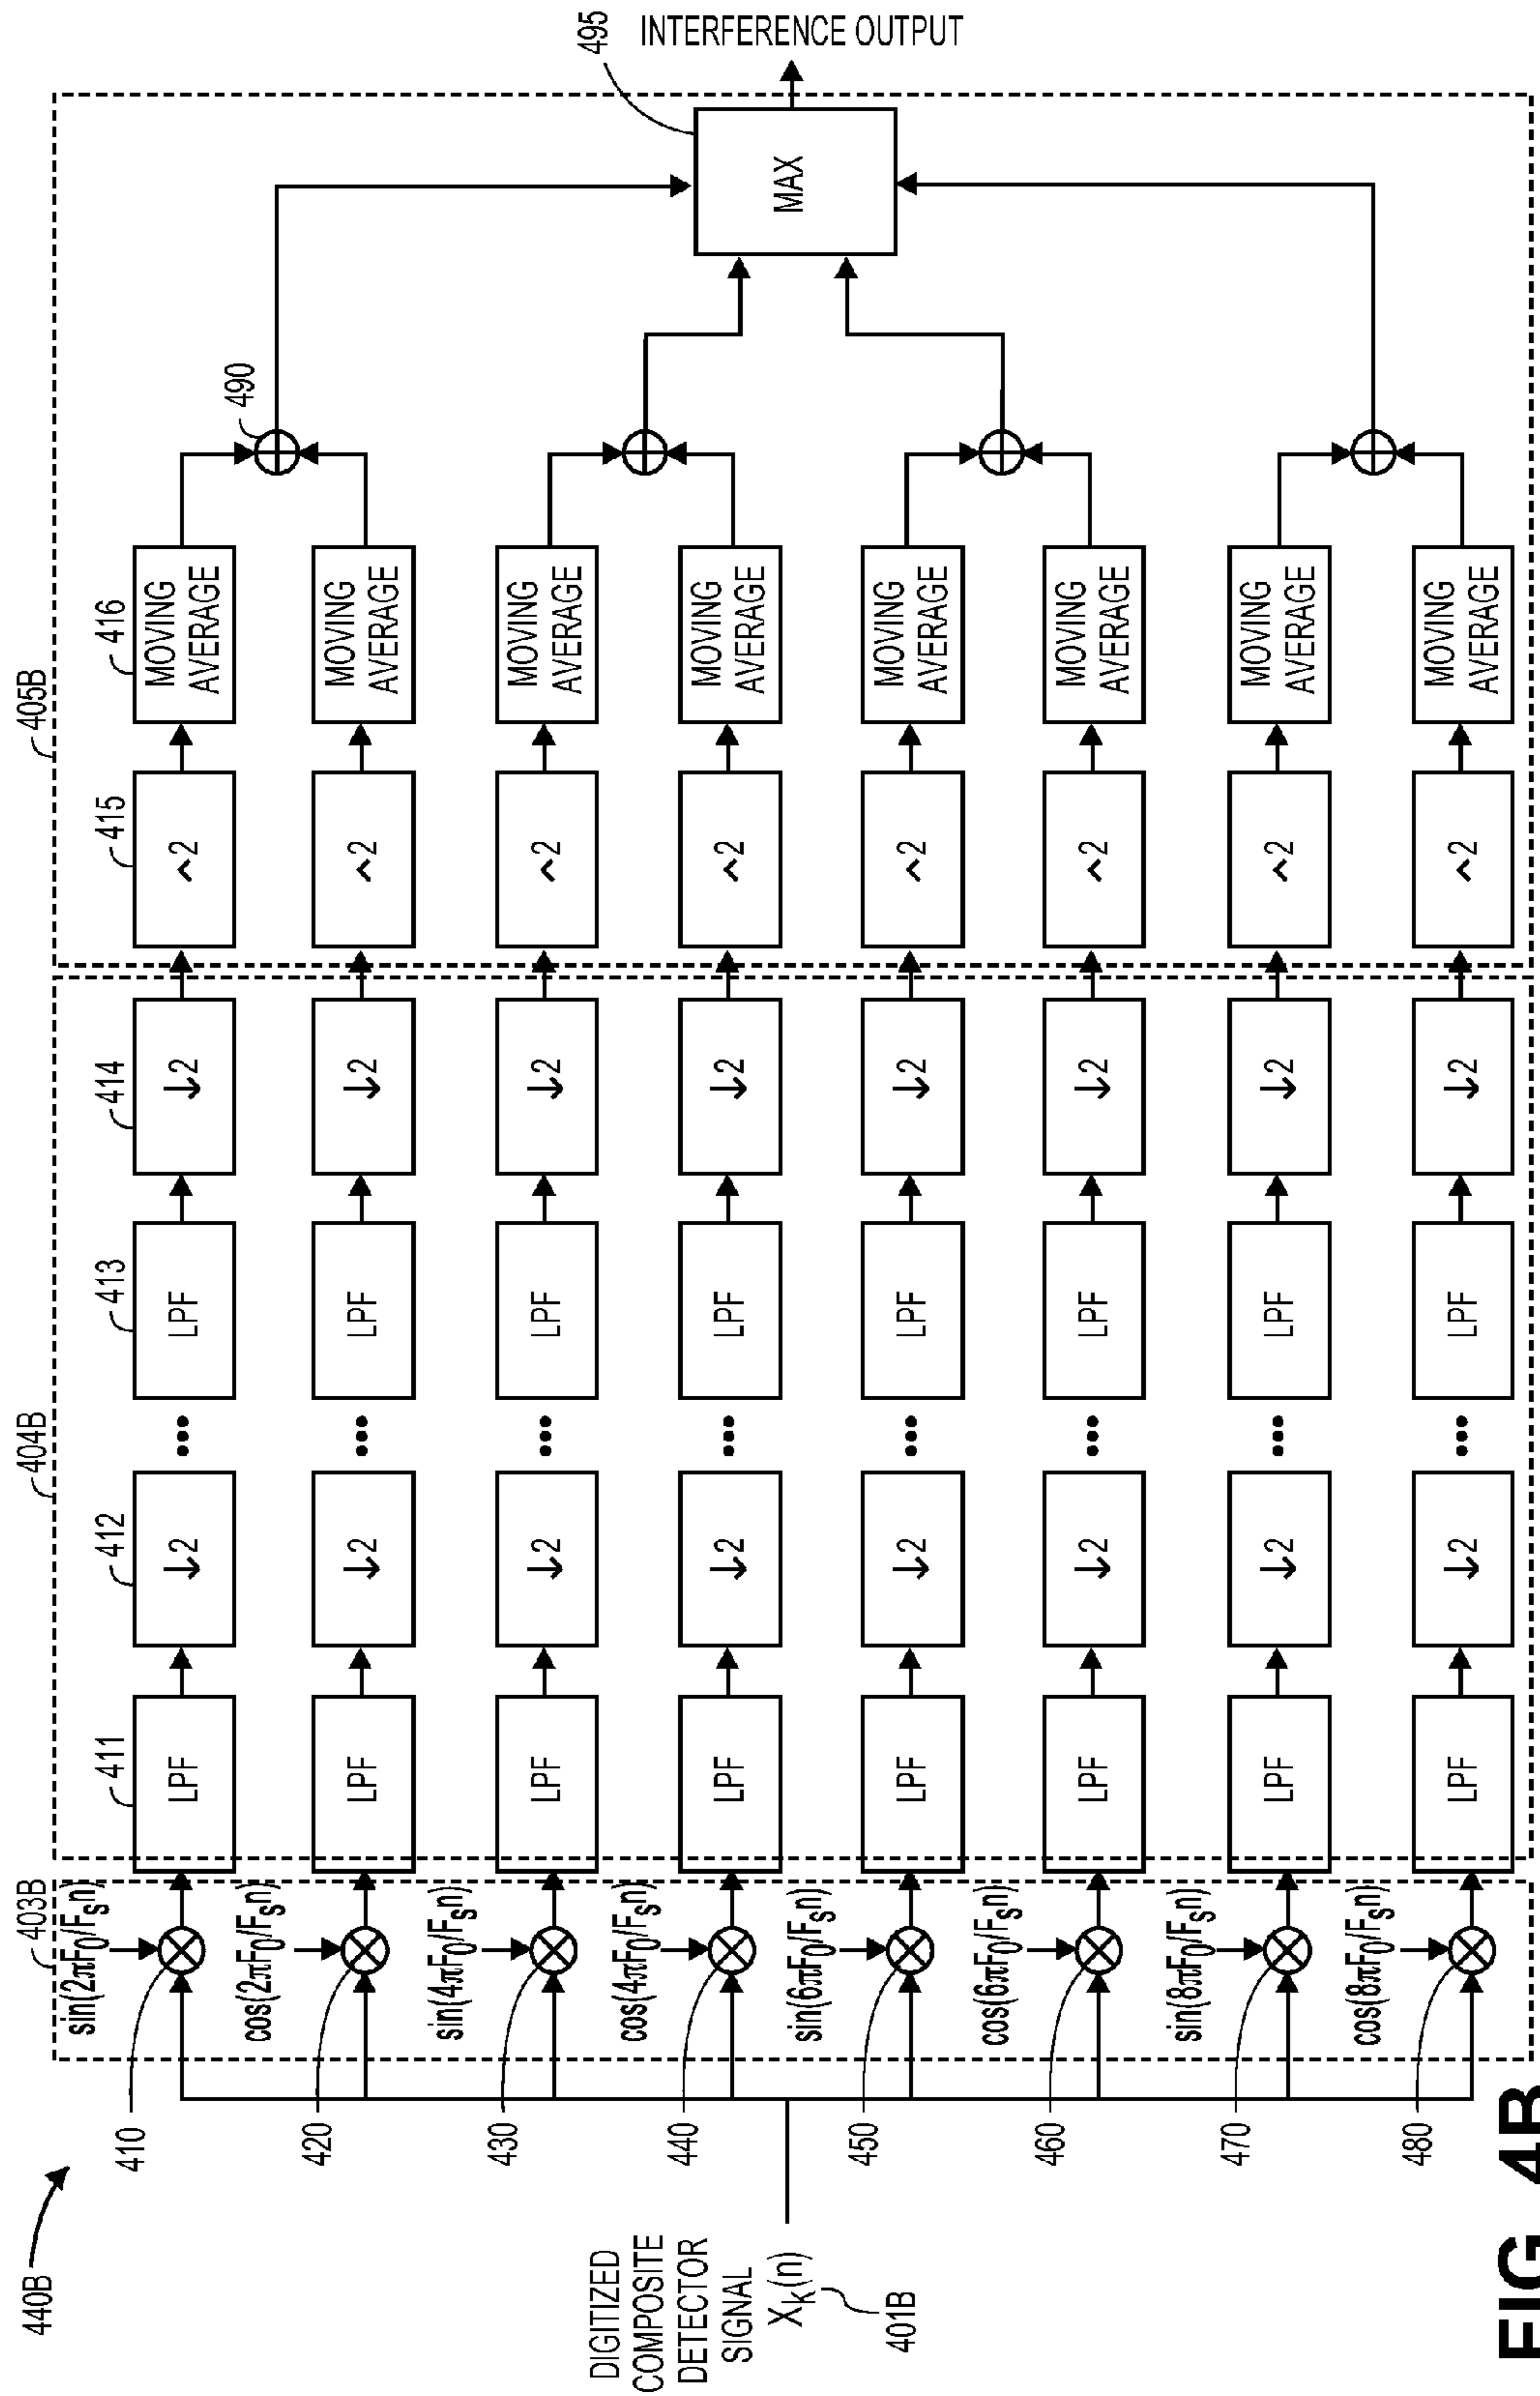 440B
403B
404B
405B
410
sin(2πF₀/Fₛn)
411
412
413
414
415
416
LPF
↓2
...
LPF
↓2
^2
MOVING
AVERAGE
490
420
cos(2πF₀/Fₛn)
LPF
↓2
...
LPF
↓2
^2
MOVING
AVERAGE
430
sin(4πF₀/Fₛn)
LPF
↓2
...
LPF
↓2
^2
MOVING
AVERAGE
440
cos(4πF₀/Fₛn)
LPF
↓2
...
LPF
↓2
^2
MOVING
AVERAGE
DIGITIZED
COMPOSITE
DETECTOR
SIGNAL
Xₖ(n)
401B
495
MAX
INTERFERENCE OUTPUT
450
sin(6πF₀/Fₛn)
LPF
↓2
...
LPF
↓2
^2
MOVING
AVERAGE
460
cos(6πF₀/Fₛn)
LPF
↓2
...
LPF
↓2
^2
MOVING
AVERAGE
470
sin(8πF₀/Fₛn)
LPF
↓2
...
LPF
↓2
^2
MOVING
AVERAGE
480
cos(8πF₀/Fₛn)
LPF
↓2
...
LPF
↓2
^2
MOVING
AVERAGE
FIG. 4B